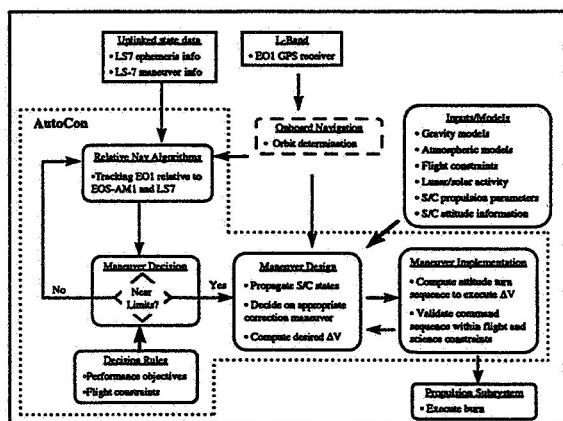 Uplinked state data
•LS7 ephemeris info
•LS-7 maneuver info
L-Band
• EO1 GPS receiver
AutoCon
Onboard Navigation
• Orbit determination
Inputs/Models
• Gravity models
• Atmospheric models
• Flight constraints
• Lunar/solar activity
• S/C propulsion parameters
• S/C attitude information
Relative Nav Algorithms
•Tracking EO1 relative to
EOS-AM1 and LS7
Maneuver Decision
No
Near
Limits?
Yes
Maneuver Design
• Propagate S/C states
•Decide on appropriate
correction maneuver
• Compute desired ΔV
Maneuver Implementation
• Compute attitude turn
sequence to execute ΔV
• Validate command
sequence within flight and
science constraints
Decision Rules
•Performance objectives
•Flight constraints
Propulsion Subsystem
• Execute burn